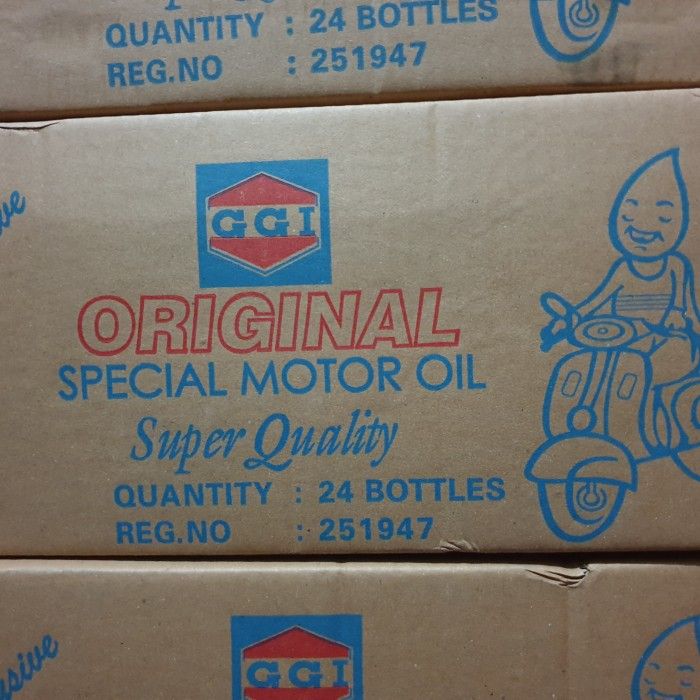 QUANTITY : 24 BOTTLES
REG.NO : 251947
GGI
ORIGINAL
SPECIAL MOTOR OIL
Super Quality
QUANTITY : 24 BOTTLES
REG.NO : 251947
GGI